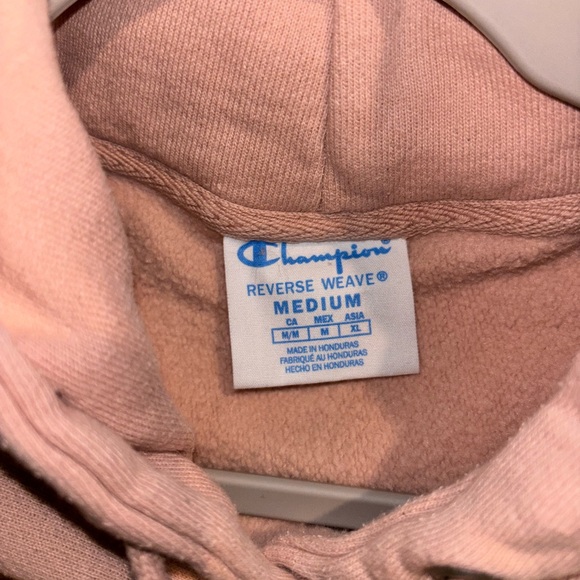 Champion
REVERSE WEAVE®
MEDIUM
CA MEX ASIA
M/M M XL
MADE IN HONDURAS
FABRIQUÉ AU HONDURAS
HECHO EN HONDURAS